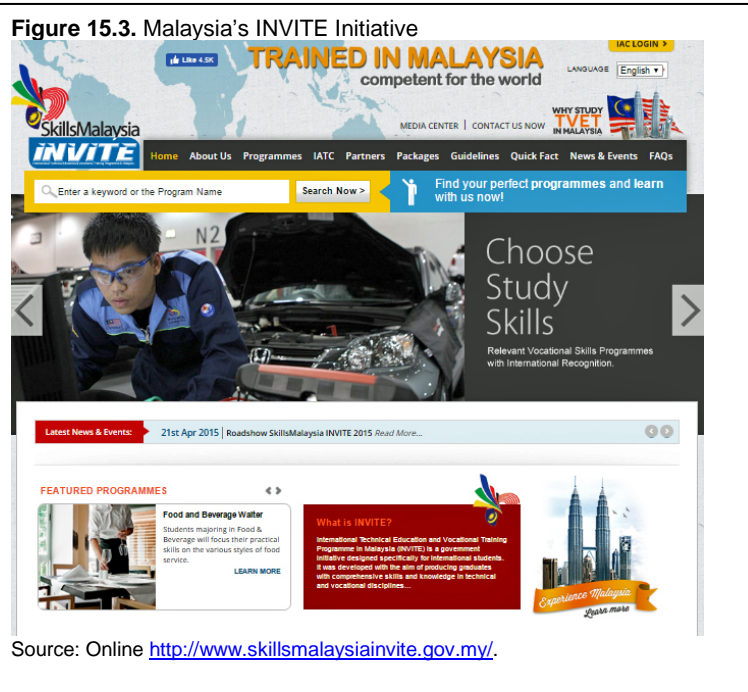 Figure 15.3. Malaysia's INVITE Initiative
IAC LOGIN >
Like 4.5K
TRAINED IN MALAYSIA
competent for the world
LANGUAGE English
WHY STUDY
TVET
IN MALAYSIA
MEDIA CENTER | CONTACT US NOW
SkillsMalaysia
INVITE
Home About Us Programmes IATC Partners Packages Guidelines Quick Fact News & Events FAQs
Enter a keyword or the Program Name
Search Now >
Find your perfect programmes and learn
with us now!
N2
Choose
Study
Skills
Relevant Vocational Skills Programmes
with International Recognition.
Latest News & Events:
21st Apr 2015 | Roadshow SkillsMalaysia INVITE 2015 Read More...
FEATURED PROGRAMMES
Food and Beverage Waiter
Students majoring in Food &
Beverage will focus their practical
skills on the various styles of food
service.
LEARN MORE
What is INVITE?
International Technical Education and Vocational Training
Programme in Malaysia (INVITE) is a government
initiative designed specifically for international students.
It was developed with the aim of producing graduates
with comprehensive skills and knowledge in technical
and vocational disciplines...
Experience Malaysia
Learn more
Source: Online http://www.skillsmalaysiainvite.gov.my/.